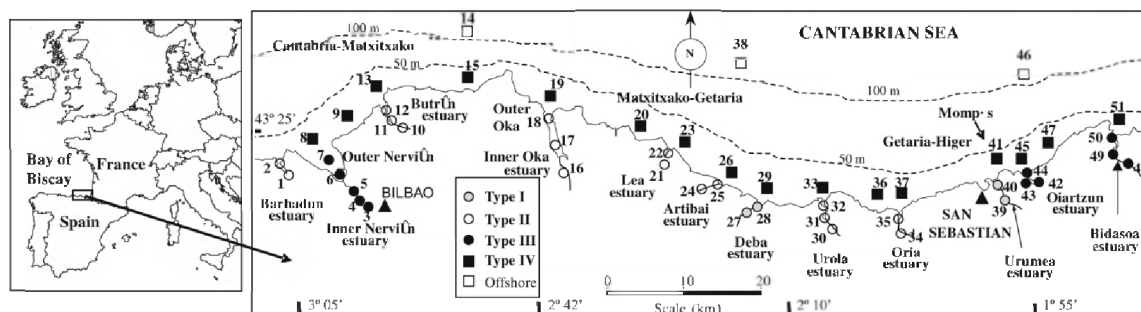 Bay of
Biscay
France
Spain
14
100 m
Cantabria-Matxitxako
38
CANTABRIAN SEA
46
N
50 m
13
15
19
100 m
43° 25'
9
12
Butrûn
estuary
11
10
Outer
Oka
18
Matxitxako-Getaria
20
23
Momp· s
Getaria-Higer
51
8
7
Outer Nerviûn
17
Inner Oka
estuary
16
22
21
Lea
estuary
26
29
50 m
33
36
37
41
45
47
50
49
2
1
Barbadun
estuary
6
5
4
3
BILBAO
Inner Nerviûn
estuary
24
25
Artibai
estuary
27
28
Deba
estuary
32
31
30
Urola
estuary
35
34
Oria
estuary
SAN
SEBASTIAN
40
39
Urumea
estuary
44
43
42
Oiartzun
estuary
Bidasoa
estuary
Type I
Type II
Type III
Type IV
Offshore
0
10
20
Scale (km)
3° 05'
2° 42'
2° 10'
1° 55'